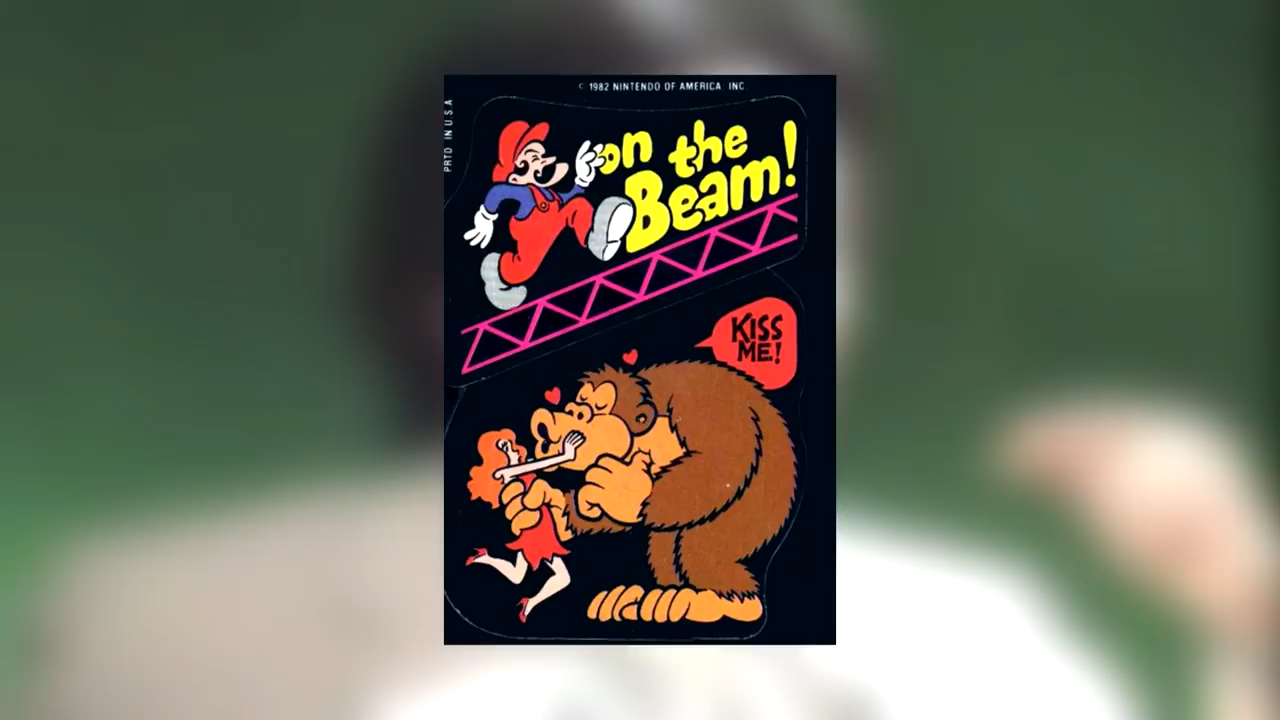 © 1982 NINTENDO OF AMERICA INC.
PRTD IN U.S.A
on the
Beam!
KISS
ME!